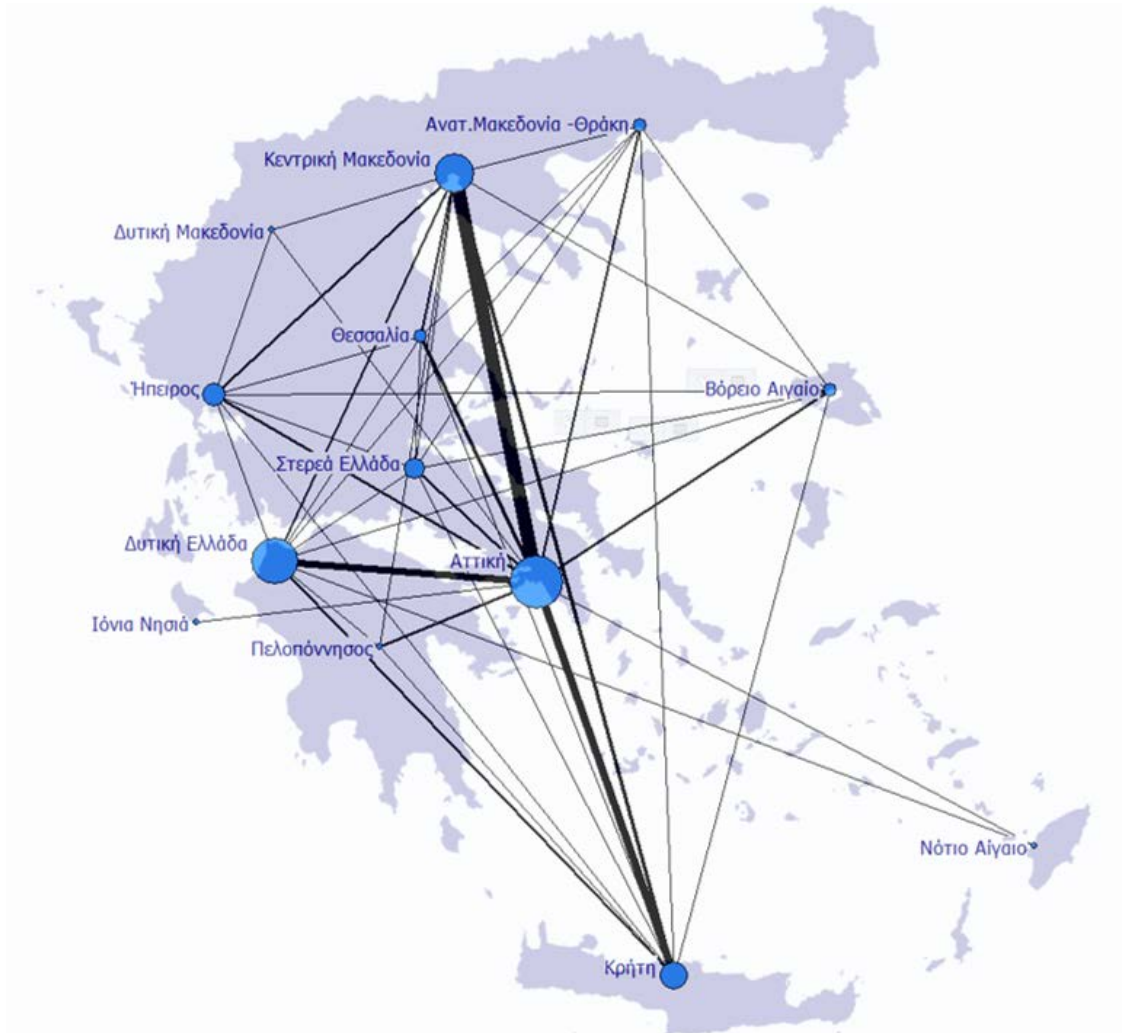 Ανατ.Μακεδονία -Θράκη
Κεντρική Μακεδονία
Δυτική Μακεδονία
Θεσσαλία
Ήπειρος
Βόρειο Αιγαίο
Στερεά Ελλάδα
Δυτική Ελλάδα
Αττική
Ιόνια Νησιά
Πελοπόννησος
Νότιο Αίγαιο
Κρήτη